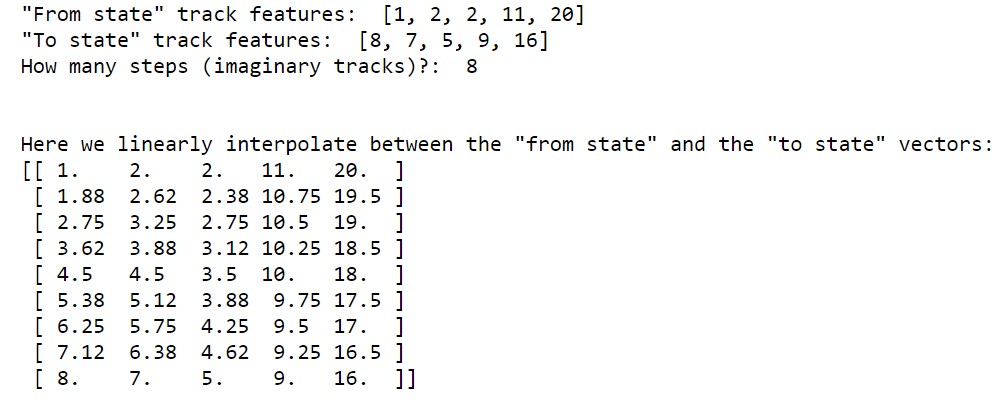 "From state" track features:  [1, 2, 2, 11, 20]
"To state" track features:  [8, 7, 5, 9, 16]
How many steps (imaginary tracks)?:  8
Here we linearly interpolate between the "from state" and the "to state" vectors:
[[ 1.    2.    2.   11.   20.  ]
 [ 1.88  2.62  2.38 10.75 19.5 ]
 [ 2.75  3.25  2.75 10.5  19.  ]
 [ 3.62  3.88  3.12 10.25 18.5 ]
 [ 4.5   4.5   3.5  10.   18.  ]
 [ 5.38  5.12  3.88  9.75 17.5 ]
 [ 6.25  5.75  4.25  9.5  17.  ]
 [ 7.12  6.38  4.62  9.25 16.5 ]
 [ 8.    7.    5.    9.   16.  ]]